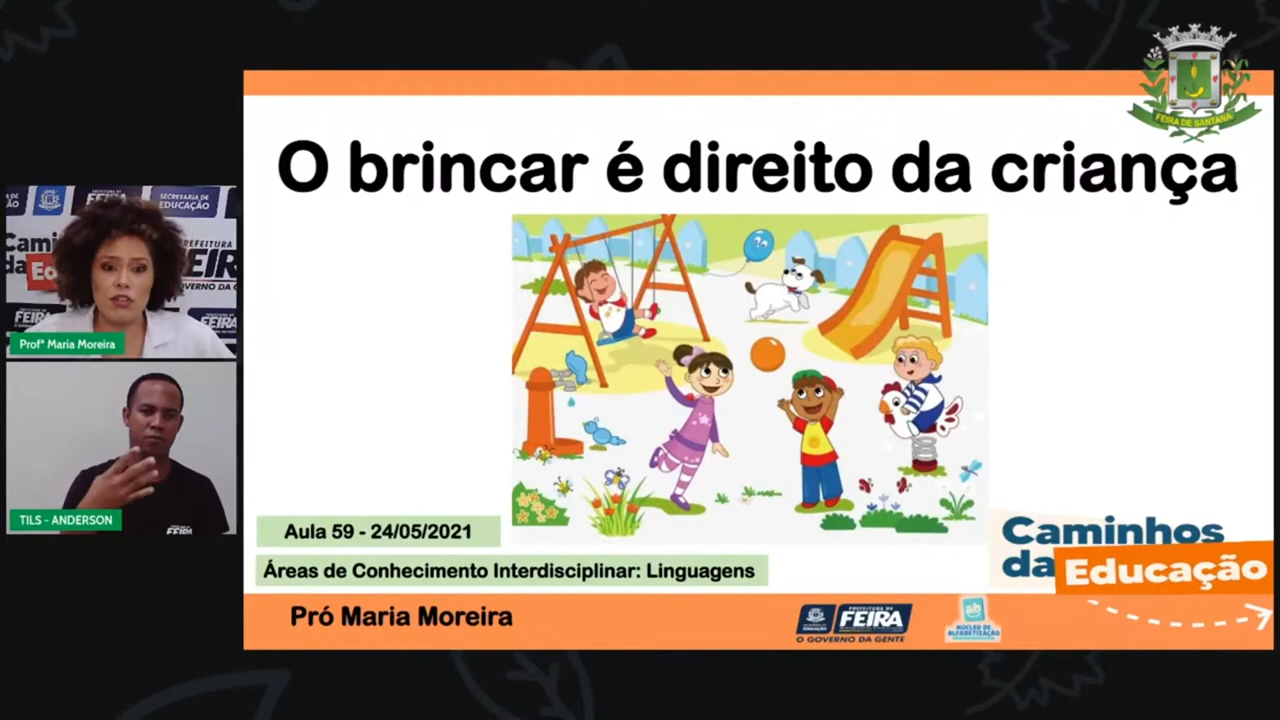 FEIRA DE SANTANA
O brincar é direito da criança
SECRETARIA DE
EDUCAÇÃO
PREFEITURA
FEIRA
Profª Maria Moreira
TILS - ANDERSON
Aula 59 - 24/05/2021
Áreas de Conhecimento Interdisciplinar: Linguagens
Caminhos
da Educação
Pró Maria Moreira
PREFEITURA DE
FEIRA
O GOVERNO DA GENTE
NÚCLEO DE
ALFABETIZAÇÃO